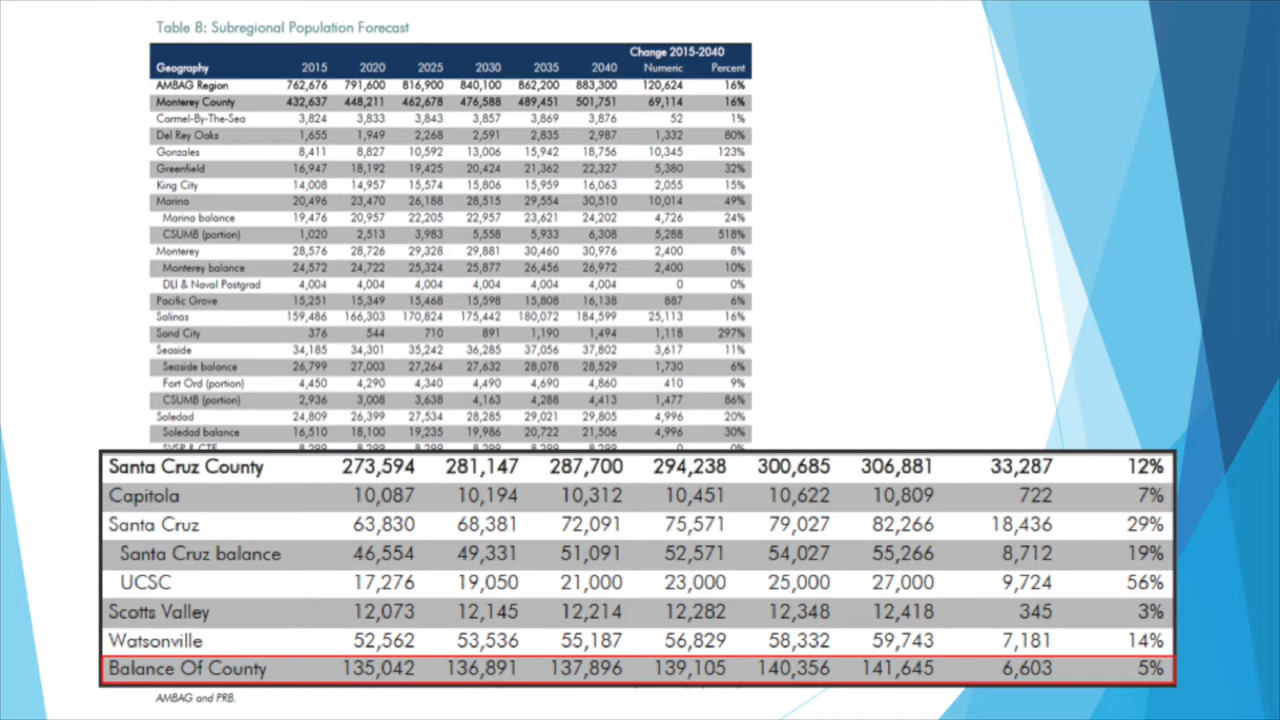 Table 8: Subregional Population Forecast
Change 2015-2040
Geography 2015 2020 2025 2030 2035 2040 Numeric Percent
AMBAG Region 762,676 791,600 816,900 840,100 862,200 883,300 120,624 16%
Monterey County 432,637 448,211 462,678 476,588 489,451 501,751 69,114 16%
Carmel-By-The-Sea 3,824 3,833 3,843 3,857 3,869 3,876 52 1%
Del Rey Oaks 1,655 1,949 2,268 2,591 2,835 2,987 1,332 80%
Gonzales 8,411 8,827 10,592 13,006 15,942 18,756 10,345 123%
Greenfield 16,947 18,192 19,425 20,424 21,362 22,327 5,380 32%
King City 14,008 14,957 15,574 15,806 15,959 16,063 2,055 15%
Marina 20,496 23,470 26,188 28,515 29,554 30,510 10,014 49%
Marina balance 19,476 20,957 22,205 22,957 23,621 24,202 4,726 24%
CSUMB (portion) 1,020 2,513 3,983 5,558 5,933 6,308 5,288 518%
Monterey 28,576 28,726 29,328 29,881 30,460 30,976 2,400 8%
Monterey balance 24,572 24,722 25,324 25,877 26,456 26,972 2,400 10%
DLI & Naval Postgrad 4,004 4,004 4,004 4,004 4,004 4,004 0 0%
Pacific Grove 15,251 15,349 15,468 15,598 15,808 16,138 887 6%
Salinas 159,486 166,303 170,824 175,442 180,072 184,599 25,113 16%
Sand City 376 544 710 891 1,190 1,494 1,118 297%
Seaside 34,185 34,301 35,242 36,285 37,056 37,802 3,617 11%
Seaside balance 26,799 27,003 27,264 27,632 28,078 28,529 1,730 6%
Fort Ord (portion) 4,450 4,290 4,340 4,490 4,690 4,860 410 9%
CSUMB (portion) 2,936 3,008 3,638 4,163 4,288 4,413 1,477 86%
Soledad 24,809 26,399 27,534 28,285 29,021 29,805 4,996 20%
Soledad balance 16,510 18,100 19,235 19,986 20,722 21,506 4,996 30%
Santa Cruz County 273,594 281,147 287,700 294,238 300,685 306,881 33,287 12%
Capitola 10,087 10,194 10,312 10,451 10,622 10,809 722 7%
Santa Cruz 63,830 68,381 72,091 75,571 79,027 82,266 18,436 29%
Santa Cruz balance 46,554 49,331 51,091 52,571 54,027 55,266 8,712 19%
UCSC 17,276 19,050 21,000 23,000 25,000 27,000 9,724 56%
Scotts Valley 12,073 12,145 12,214 12,282 12,348 12,418 345 3%
Watsonville 52,562 53,536 55,187 56,829 58,332 59,743 7,181 14%
Balance Of County 135,042 136,891 137,896 139,105 140,356 141,645 6,603 5%
AMBAG and PRB.